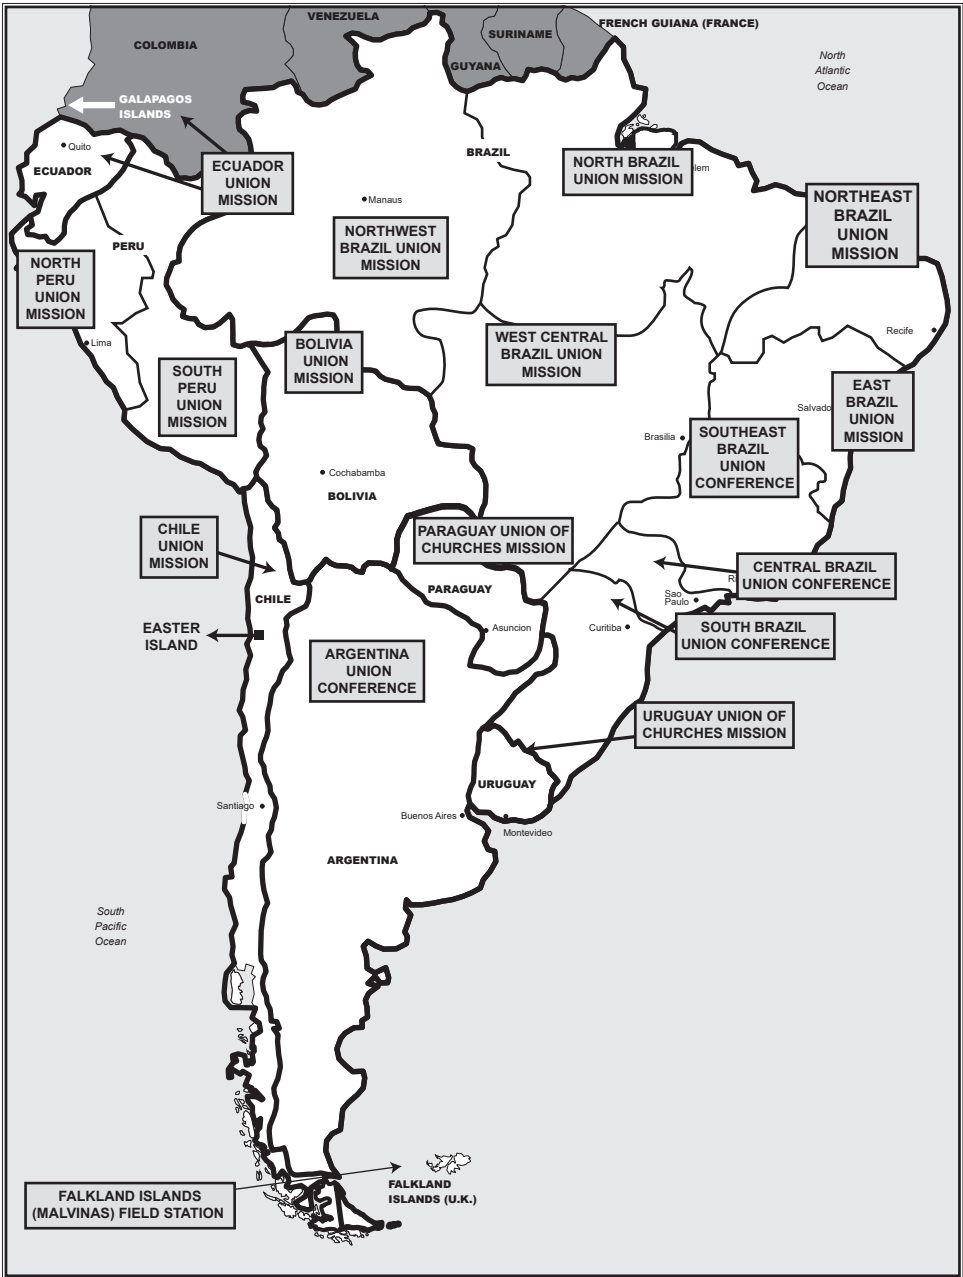 VENEZUELA
FRENCH GUIANA (FRANCE)
SURINAME
COLOMBIA
GUYANA
North
Atlantic
Ocean
GALAPAGOS
ISLANDS
Quito
ECUADOR
ECUADOR
UNION
MISSION
BRAZIL
NORTH BRAZIL
UNION MISSION
elem
Manaus
NORTHEAST
BRAZIL
UNION
MISSION
NORTHWEST
BRAZIL UNION
MISSION
PERU
NORTH
PERU
UNION
MISSION
Lima
Recife
BOLIVIA
UNION
MISSION
WEST CENTRAL
BRAZIL UNION
MISSION
SOUTH
PERU
UNION
MISSION
EAST
BRAZIL
UNION
MISSION
Salvado
Brasilia
SOUTHEAST
BRAZIL
UNION
CONFERENCE
Cochabamba
BOLIVIA
CHILE
UNION
MISSION
PARAGUAY UNION OF
CHURCHES MISSION
CENTRAL BRAZIL
UNION CONFERENCE
Ri
PARAGUAY
CHILE
Sao
Paulo
EASTER
ISLAND
Asuncion
Curitiba
SOUTH BRAZIL
UNION CONFERENCE
ARGENTINA
UNION
CONFERENCE
URUGUAY UNION OF
CHURCHES MISSION
URUGUAY
Santiago
Buenos Aires
Montevideo
ARGENTINA
South
Pacific
Ocean
FALKLAND
ISLANDS (U.K.)
FALKLAND ISLANDS
(MALVINAS) FIELD STATION